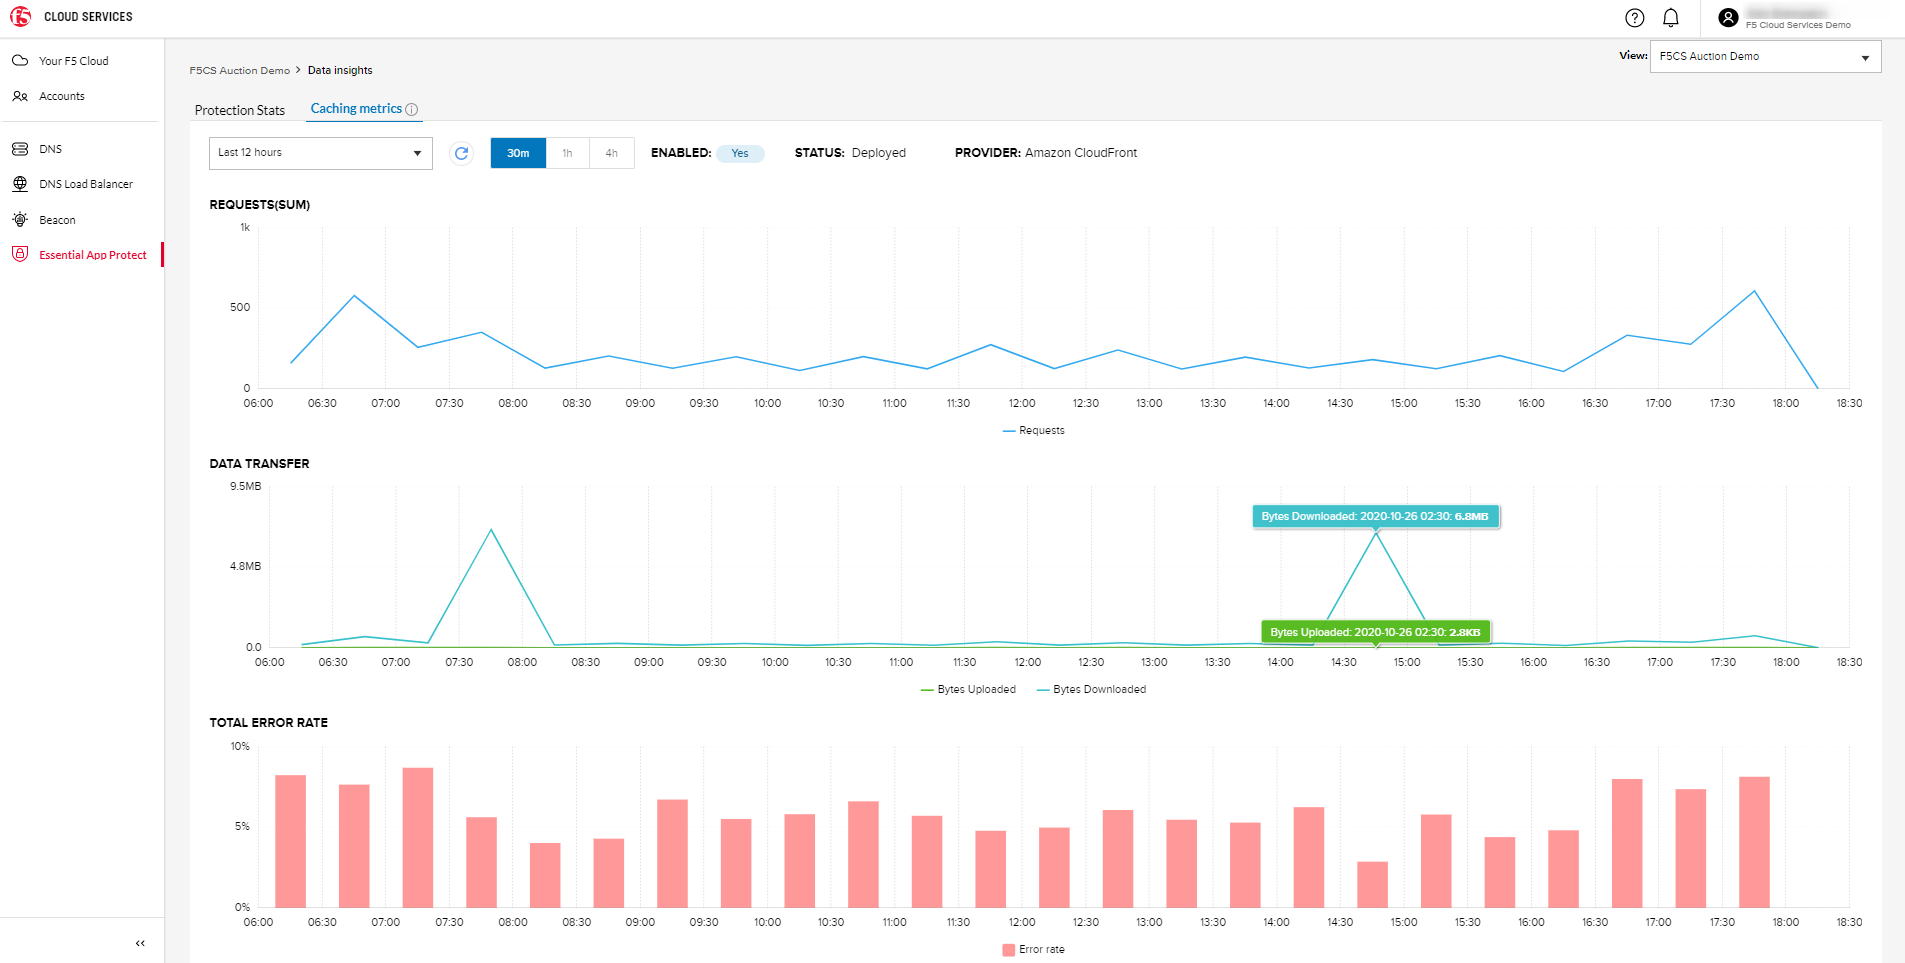 f5 CLOUD SERVICES
F5 Cloud Services Demo
Your F5 Cloud
Accounts
DNS
DNS Load Balancer
Beacon
Essential App Protect
View: F5CS Auction Demo
F5CS Auction Demo > Data insights
Protection Stats Caching metrics
Last 12 hours 30m 1h 4h ENABLED: Yes STATUS: Deployed PROVIDER: Amazon CloudFront
REQUESTS(SUM)
1k
500
0
06:00 06:30 07:00 07:30 08:00 08:30 09:00 09:30 10:00 10:30 11:00 11:30 12:00 12:30 13:00 13:30 14:00 14:30 15:00 15:30 16:00 16:30 17:00 17:30 18:00 18:30
Requests
DATA TRANSFER
9.5MB
Bytes Downloaded: 2020-10-26 02:30: 6.8MB
4.8MB
Bytes Uploaded: 2020-10-26 02:30: 2.8KB
0.0
06:00 06:30 07:00 07:30 08:00 08:30 09:00 09:30 10:00 10:30 11:00 11:30 12:00 12:30 13:00 13:30 14:00 14:30 15:00 15:30 16:00 16:30 17:00 17:30 18:00 18:30
Bytes Uploaded Bytes Downloaded
TOTAL ERROR RATE
10%
5%
0%
06:00 06:30 07:00 07:30 08:00 08:30 09:00 09:30 10:00 10:30 11:00 11:30 12:00 12:30 13:00 13:30 14:00 14:30 15:00 15:30 16:00 16:30 17:00 17:30 18:00 18:30
Error rate